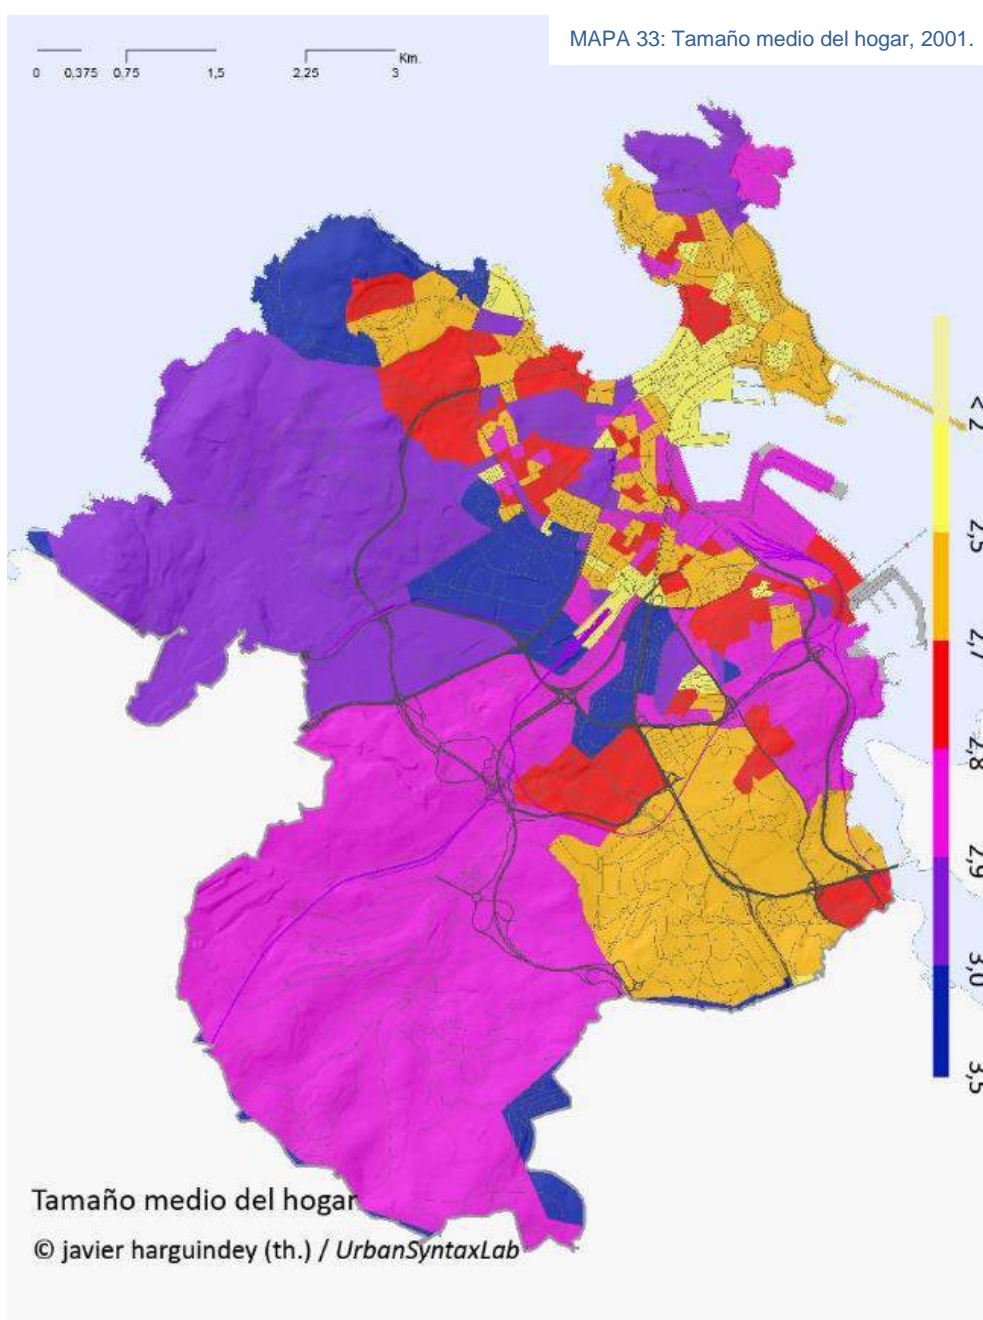 MAPA 33: Tamaño medio del hogar, 2001.
Km.
0 0,375 0,75 1,5 2,25 3
< 2
2,5
2,7
2,8
2,9
3,0
3,5
Tamaño medio del hogar
© javier harguindey (th.) / UrbanSyntaxLab